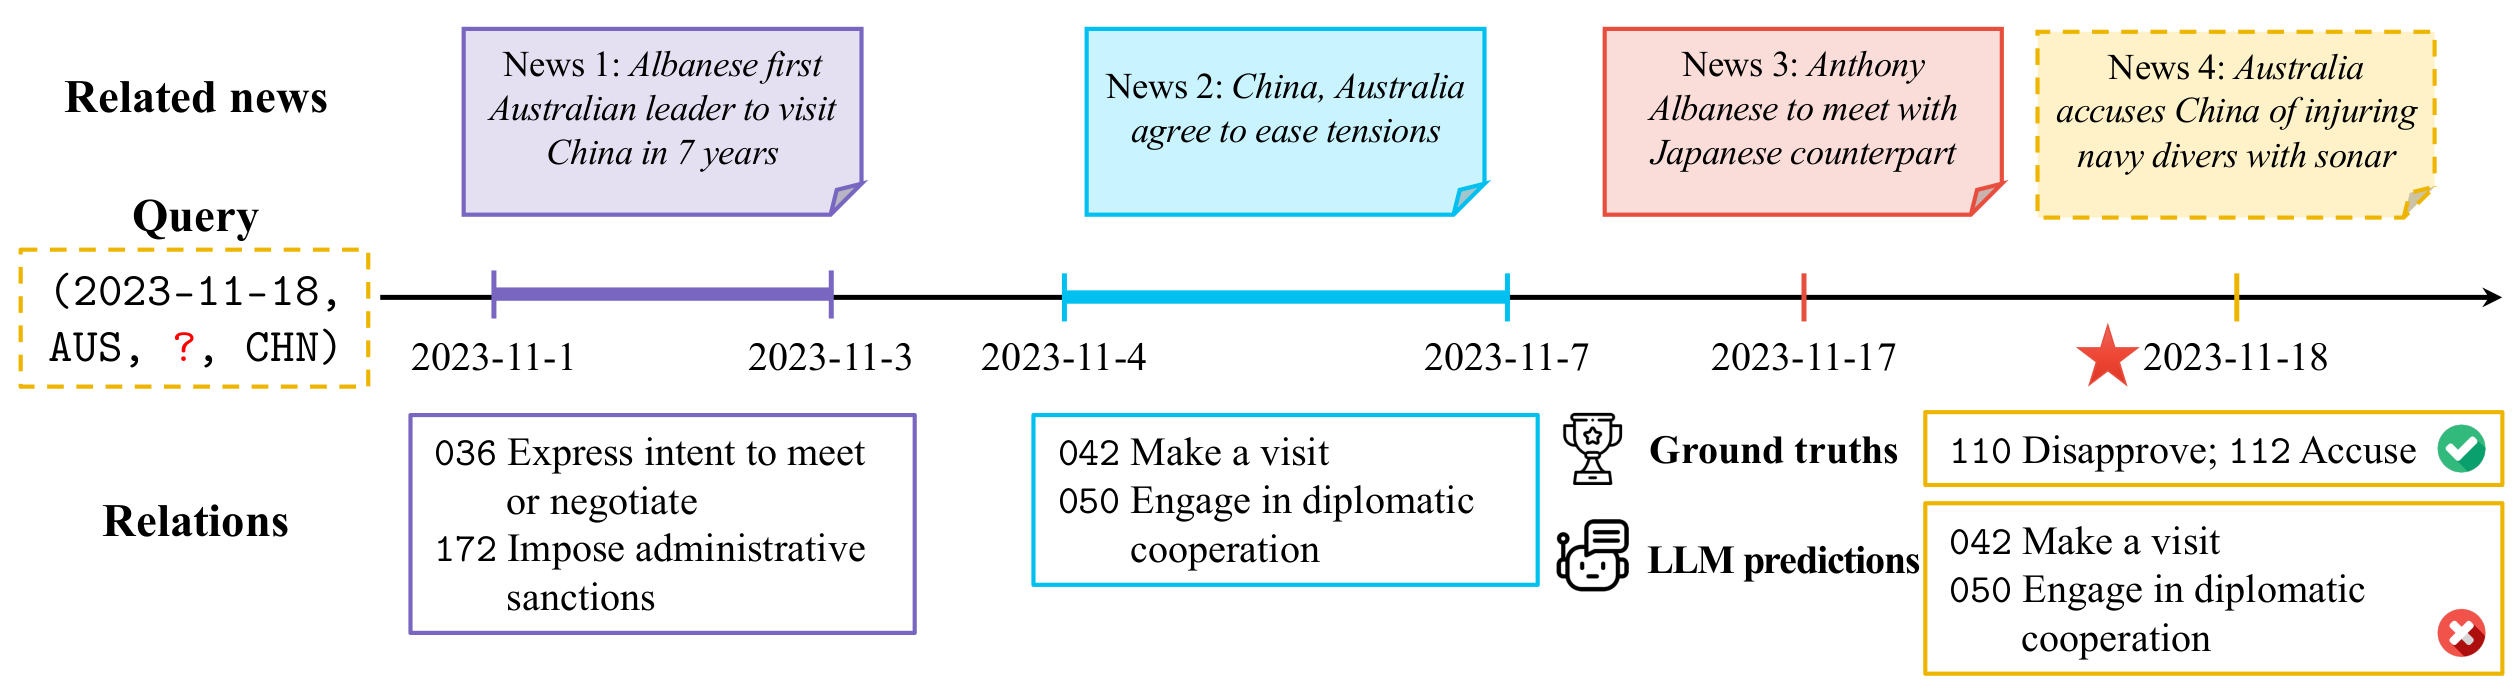 Related news
News 1: Albanese first
Australian leader to visit
China in 7 years
News 2: China, Australia
agree to ease tensions
News 3: Anthony
Albanese to meet with
Japanese counterpart
News 4: Australia
accuses China of injuring
navy divers with sonar
Query
(2023-11-18,
AUS, ?, CHN)
2023-11-1
2023-11-3
2023-11-4
2023-11-7
2023-11-17
2023-11-18
Relations
036 Express intent to meet
or negotiate
172 Impose administrative
sanctions
042 Make a visit
050 Engage in diplomatic
cooperation
Ground truths
110 Disapprove; 112 Accuse
LLM predictions
042 Make a visit
050 Engage in diplomatic
cooperation